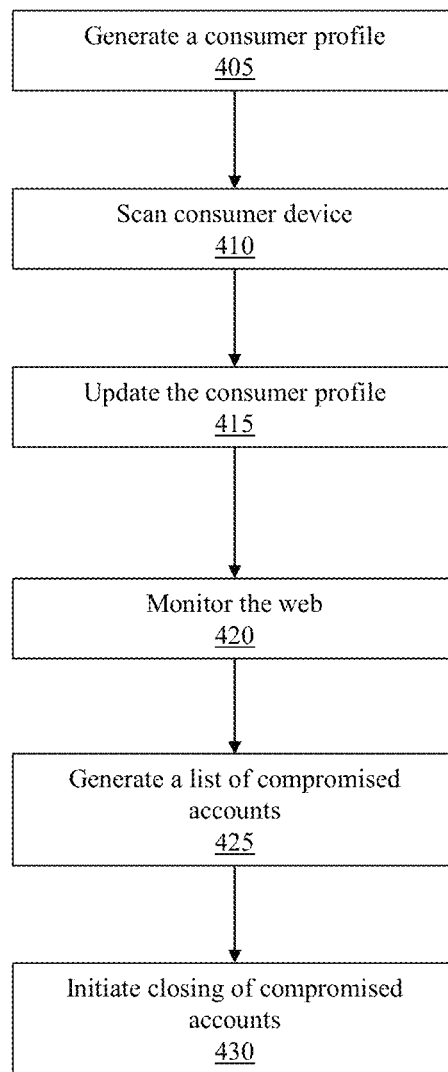 Generate a consumer profile
405
Scan consumer device
410
Update the consumer profile
415
Monitor the web
420
Generate a list of compromised
accounts
425
Initiate closing of compromised
accounts
430